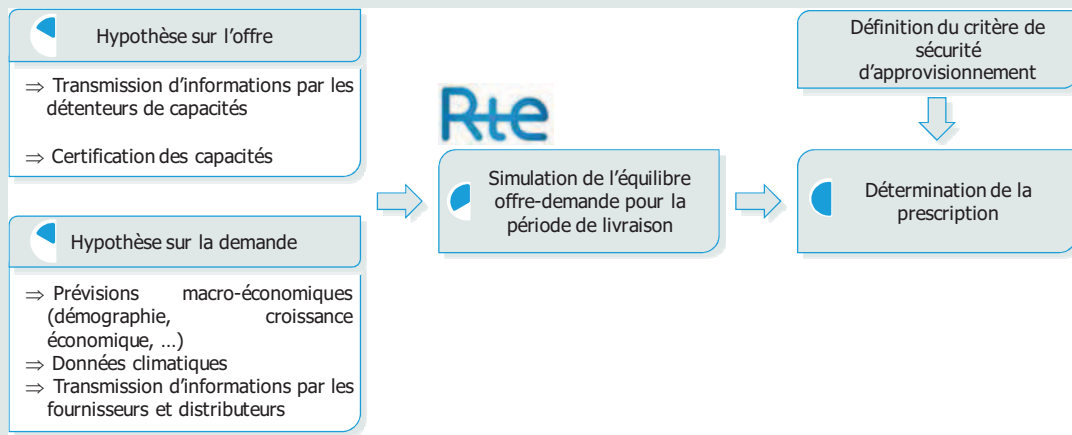 Hypothèse sur l'offre
⇒ Transmission d'informations par les
détenteurs de capacités
⇒ Certification des capacités
Hypothèse sur la demande
⇒ Prévisions macro-économiques
(démographie, croissance
économique, ...)
⇒ Données climatiques
⇒ Transmission d'informations par les
fournisseurs et distributeurs
Rte
Simulation de l'équilibre
offre-demande pour la
période de livraison
Définition du critère de
sécurité
d'approvisionnement
Détermination de la
prescription